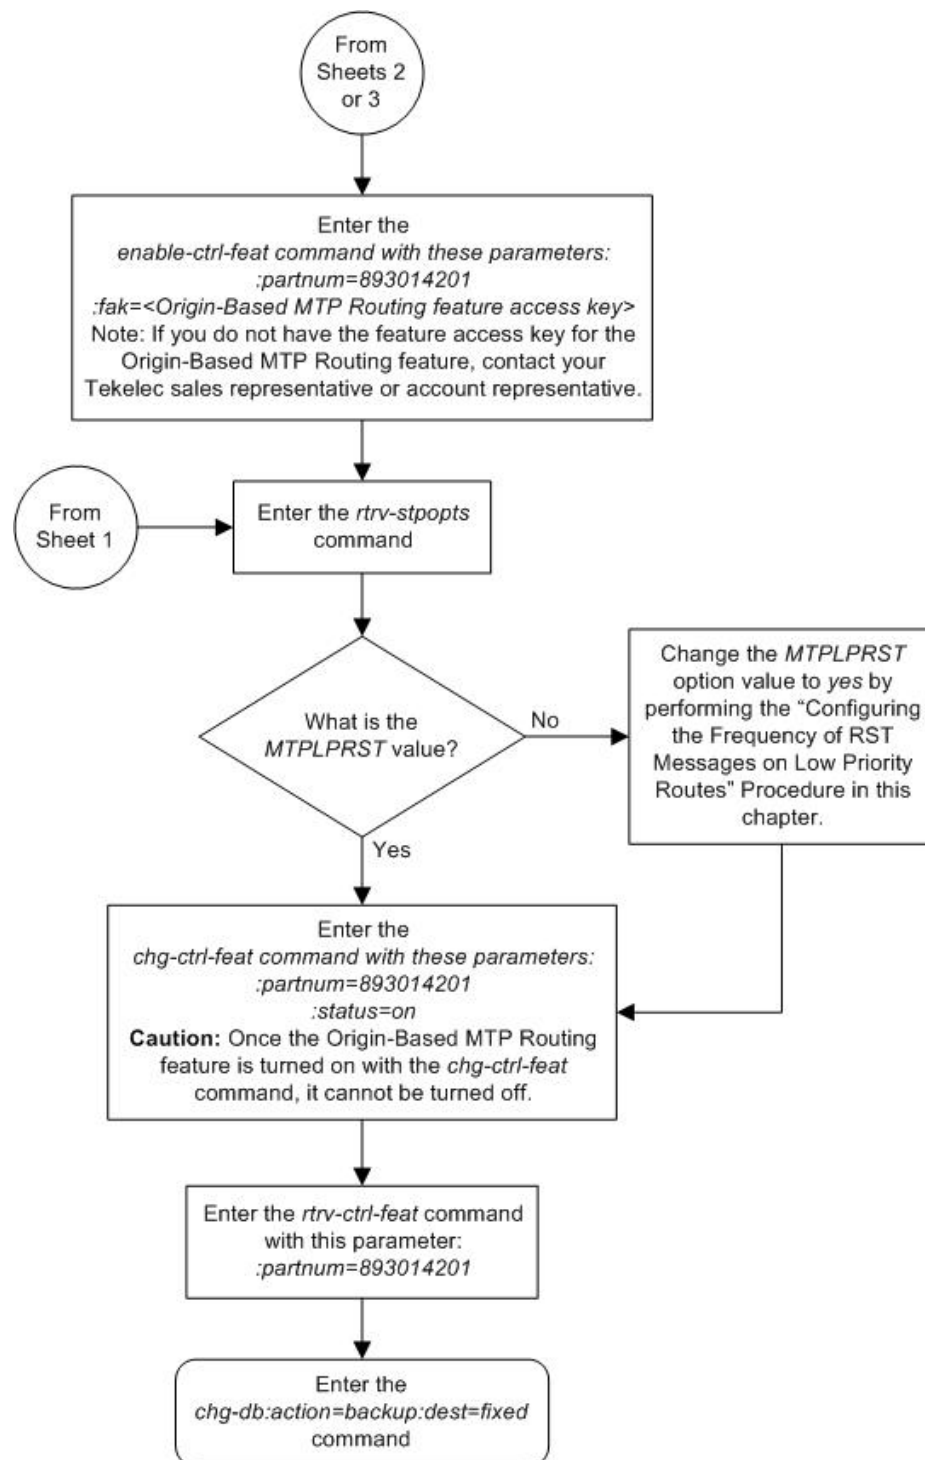 From
Sheets 2
or 3
Enter the
enable-ctrl-feat command with these parameters:
:partnum=893014201
:fak=<Origin-Based MTP Routing feature access key>
Note: If you do not have the feature access key for the
Origin-Based MTP Routing feature, contact your
Tekelec sales representative or account representative.
From
Sheet 1
Enter the rtrv-stpopts
command
What is the
MTPLPRST value?
No
Change the MTPLPRST
option value to yes by
performing the “Configuring
the Frequency of RST
Messages on Low Priority
Routes” Procedure in this
chapter.
Yes
Enter the
chg-ctrl-feat command with these parameters:
:partnum=893014201
:status=on
Caution: Once the Origin-Based MTP Routing
feature is turned on with the chg-ctrl-feat
command, it cannot be turned off.
Enter the rtrv-ctrl-feat command
with this parameter:
:partnum=893014201
Enter the
chg-db:action=backup:dest=fixed
command